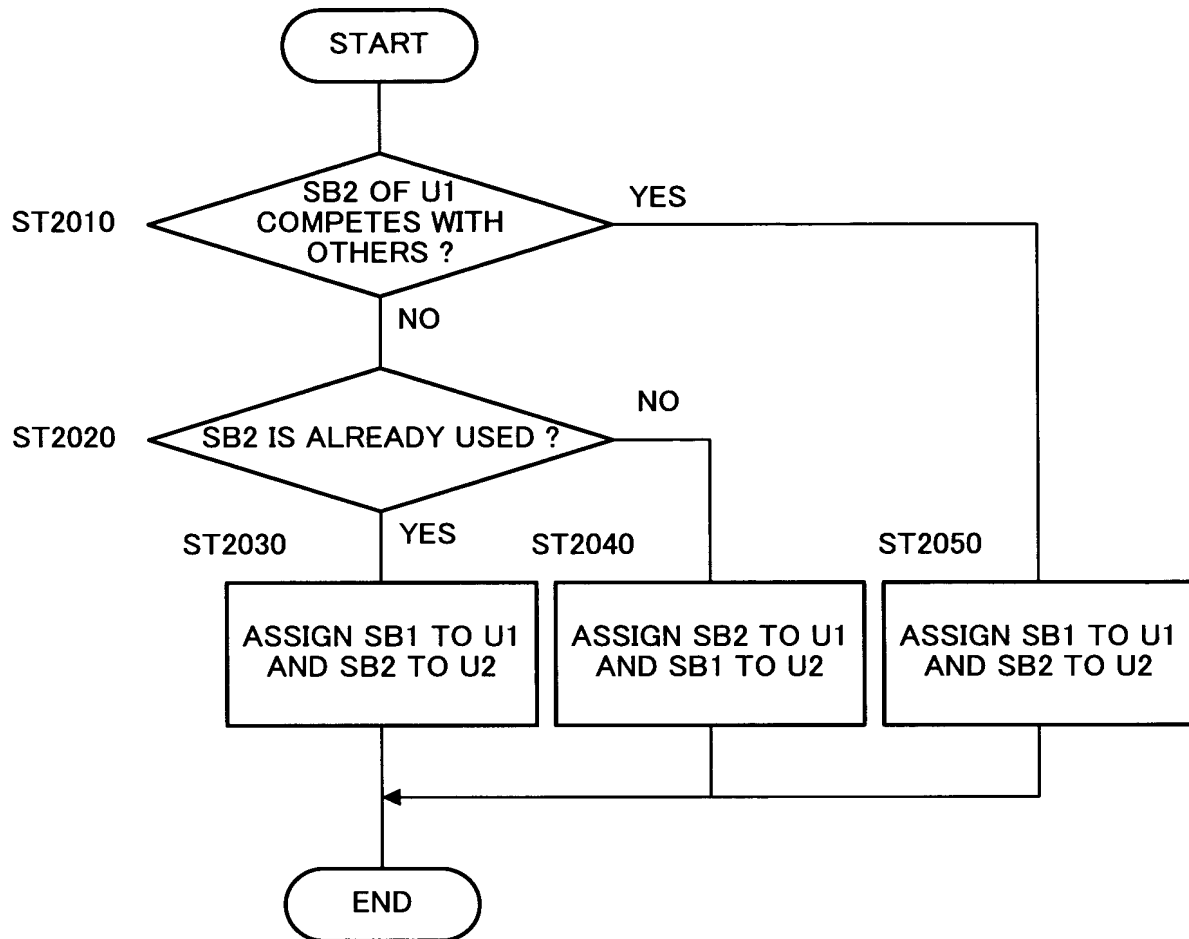 START
SB2 OF U1
COMPETES WITH
OTHERS ?
YES
ST2010
NO
ST2020
SB2 IS ALREADY USED ?
NO
YES
ST2030
ST2040
ST2050
ASSIGN SB1 TO U1
AND SB2 TO U2
ASSIGN SB2 TO U1
AND SB1 TO U2
ASSIGN SB1 TO U1
AND SB2 TO U2
END